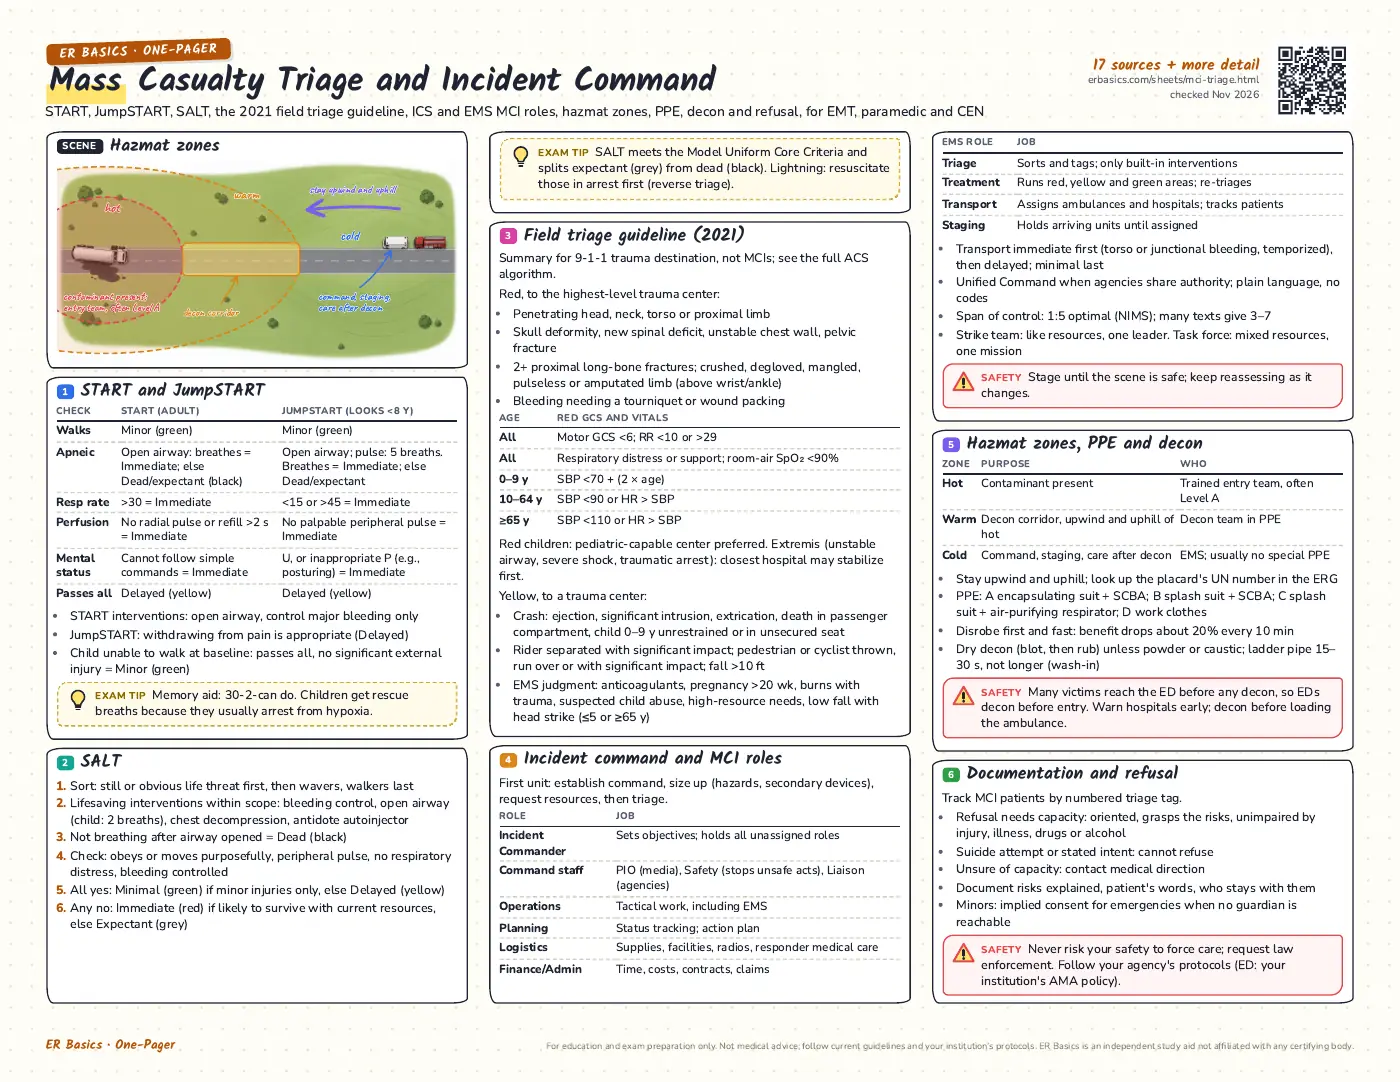 ER BASICS · ONE-PAGER
Mass Casualty Triage and Incident Command
START, JumpSTART, SALT, the 2021 field triage guideline, ICS and EMS MCI roles, hazmat zones, PPE, decon and refusal, for EMT, paramedic and CEN
17 sources + more detail
erbasics.com/sheets/mci-triage.html
checked Nov 2026
SCENE Hazmat zones
hot
warm
stay upwind and uphill
cold
contaminant present;
entry team, often Level A
decon corridor
command, staging,
care after decon
1 START and JumpSTART
CHECK START (ADULT) JUMPSTART (LOOKS <8 Y)
Walks Minor (green) Minor (green)
Apneic Open airway: breathes = Open airway; pulse: 5 breaths.
Immediate; else Breathes = Immediate; else
Dead/expectant (black) Dead/expectant
Resp rate >30 = Immediate <15 or >45 = Immediate
Perfusion No radial pulse or refill >2 s No palpable peripheral pulse =
= Immediate Immediate
Mental Cannot follow simple U, or inappropriate P (e.g.,
status commands = Immediate posturing) = Immediate
Passes all Delayed (yellow) Delayed (yellow)
• START interventions: open airway, control major bleeding only
• JumpSTART: withdrawing from pain is appropriate (Delayed)
• Child unable to walk at baseline: passes all, no significant external
injury = Minor (green)
EXAM TIP Memory aid: 30-2-can do. Children get rescue
breaths because they usually arrest from hypoxia.
2 SALT
1. Sort: still or obvious life threat first, then wavers, walkers last
2. Lifesaving interventions within scope: bleeding control, open airway
(child: 2 breaths), chest decompression, antidote autoinjector
3. Not breathing after airway opened = Dead (black)
4. Check: obeys or moves purposefully, peripheral pulse, no respiratory
distress, bleeding controlled
5. All yes: Minimal (green) if minor injuries only, else Delayed (yellow)
6. Any no: Immediate (red) if likely to survive with current resources,
else Expectant (grey)
EXAM TIP SALT meets the Model Uniform Core Criteria and
splits expectant (grey) from dead (black). Lightning: resuscitate
those in arrest first (reverse triage).
3 Field triage guideline (2021)
Summary for 9-1-1 trauma destination, not MCIs; see the full ACS
algorithm.
Red, to the highest-level trauma center:
• Penetrating head, neck, torso or proximal limb
• Skull deformity, new spinal deficit, unstable chest wall, pelvic
fracture
• 2+ proximal long-bone fractures; crushed, degloved, mangled,
pulseless or amputated limb (above wrist/ankle)
• Bleeding needing a tourniquet or wound packing
AGE RED GCS AND VITALS
All Motor GCS <6; RR <10 or >29
All Respiratory distress or support; room-air SpO₂ <90%
0–9 y SBP <70 + (2 × age)
10–64 y SBP <90 or HR > SBP
≥65 y SBP <110 or HR > SBP
Red children: pediatric-capable center preferred. Extremis (unstable
airway, severe shock, traumatic arrest): closest hospital may stabilize
first.
Yellow, to a trauma center:
• Crash: ejection, significant intrusion, extrication, death in passenger
compartment, child 0–9 y unrestrained or in unsecured seat
• Rider separated with significant impact; pedestrian or cyclist thrown,
run over or with significant impact; fall >10 ft
• EMS judgment: anticoagulants, pregnancy >20 wk, burns with
trauma, suspected child abuse, high-resource needs, low fall with
head strike (≤5 or ≥65 y)
4 Incident command and MCI roles
First unit: establish command, size up (hazards, secondary devices),
request resources, then triage.
ROLE JOB
Incident Sets objectives; holds all unassigned roles
Commander
Command staff PIO (media), Safety (stops unsafe acts), Liaison
(agencies)
Operations Tactical work, including EMS
Planning Status tracking; action plan
Logistics Supplies, facilities, radios, responder medical care
Finance/Admin Time, costs, contracts, claims
EMS ROLE JOB
Triage Sorts and tags; only built-in interventions
Treatment Runs red, yellow and green areas; re-triages
Transport Assigns ambulances and hospitals; tracks patients
Staging Holds arriving units until assigned
• Transport immediate first (torso or junctional bleeding, temporized),
then delayed; minimal last
• Unified Command when agencies share authority; plain language, no
codes
• Span of control: 1:5 optimal (NIMS); many texts give 3–7
• Strike team: like resources, one leader. Task force: mixed resources,
one mission
SAFETY Stage until the scene is safe; keep reassessing as it
changes.
5 Hazmat zones, PPE and decon
ZONE PURPOSE WHO
Hot Contaminant present Trained entry team, often
Level A
Warm Decon corridor, upwind and uphill of Decon team in PPE
hot
Cold Command, staging, care after decon EMS; usually no special PPE
• Stay upwind and uphill; look up the placard's UN number in the ERG
• PPE: A encapsulating suit + SCBA; B splash suit + SCBA; C splash
suit + air-purifying respirator; D work clothes
• Disrobe first and fast: benefit drops about 20% every 10 min
• Dry decon (blot, then rub) unless powder or caustic; ladder pipe 15–
30 s, not longer (wash-in)
SAFETY Many victims reach the ED before any decon, so EDs
decon before entry. Warn hospitals early; decon before loading
the ambulance.
6 Documentation and refusal
Track MCI patients by numbered triage tag.
• Refusal needs capacity: oriented, grasps the risks, unimpaired by
injury, illness, drugs or alcohol
• Suicide attempt or stated intent: cannot refuse
• Unsure of capacity: contact medical direction
• Document risks explained, patient's words, who stays with them
• Minors: implied consent for emergencies when no guardian is
reachable
SAFETY Never risk your safety to force care; request law
enforcement. Follow your agency's protocols (ED: your
institution's AMA policy).
ER Basics · One-Pager
For education and exam preparation only. Not medical advice; follow current guidelines and your institution's protocols. ER Basics is an independent study aid not affiliated with any certifying body.